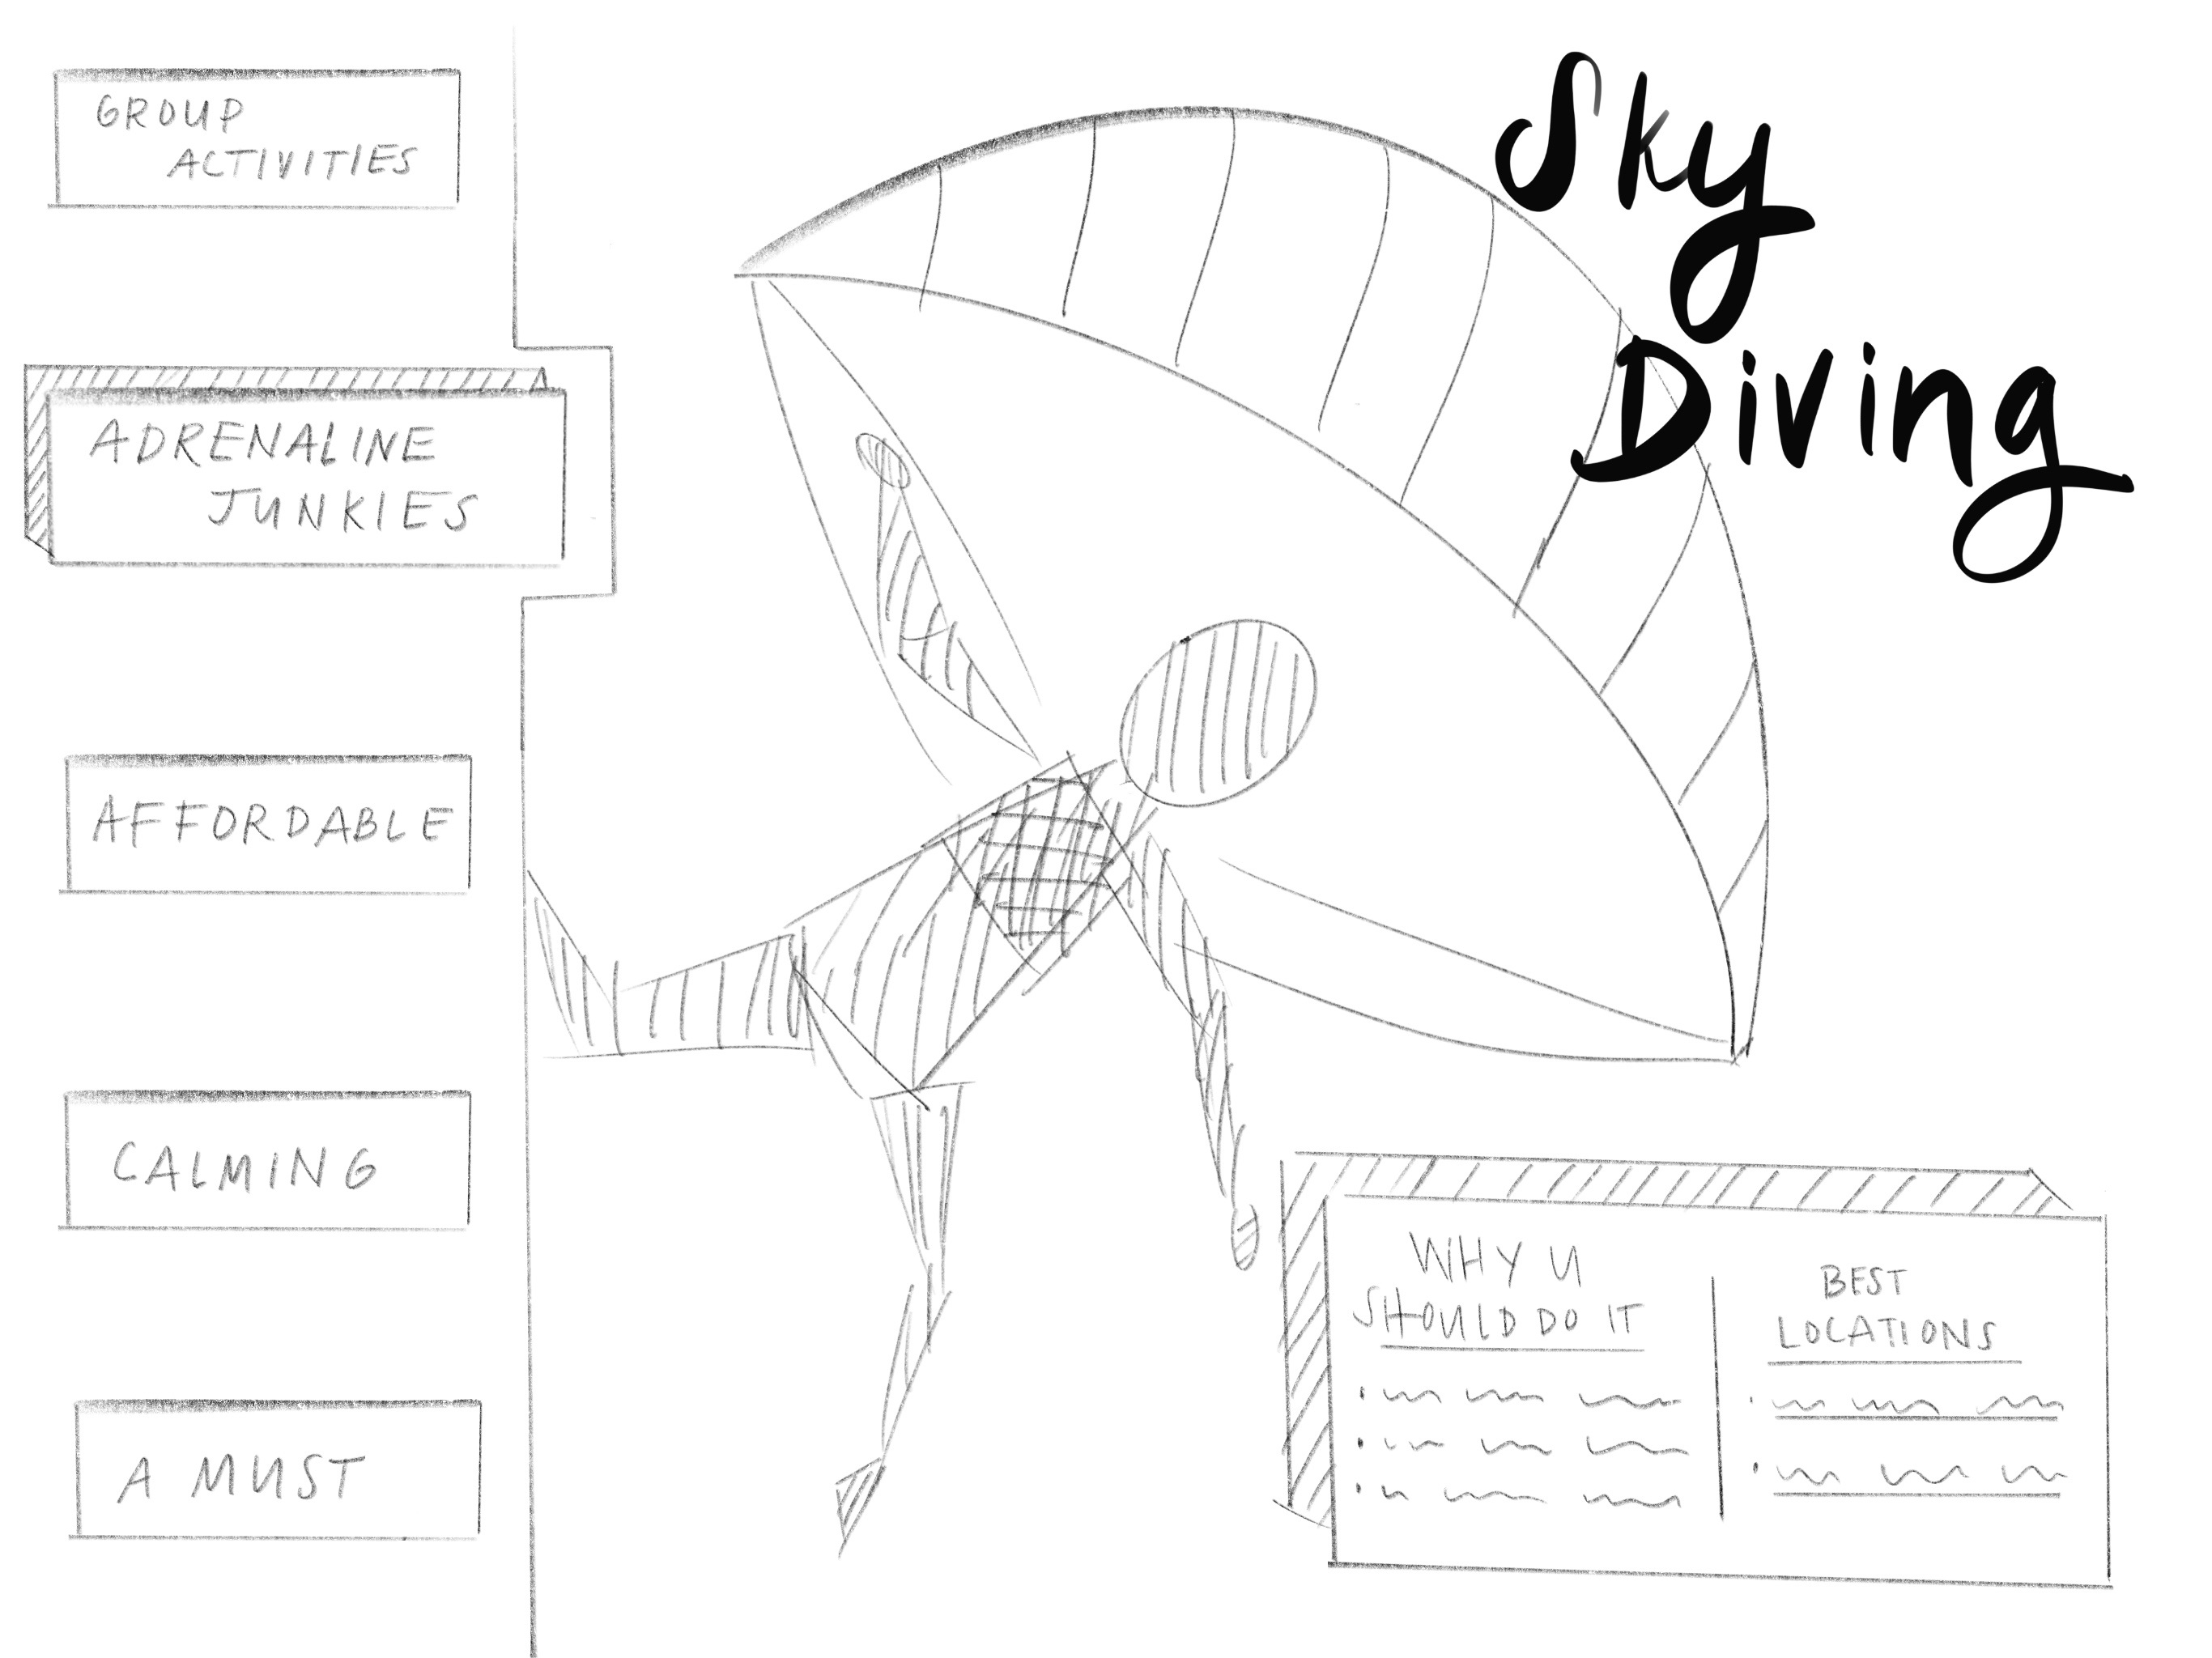 GROUP
ACTIVITIES
ADRENALINE
JUNKIES
AFFORDABLE
CALMING
A MUST
Sky
Diving
WHY U
SHOULD DO IT
BEST
LOCATIONS